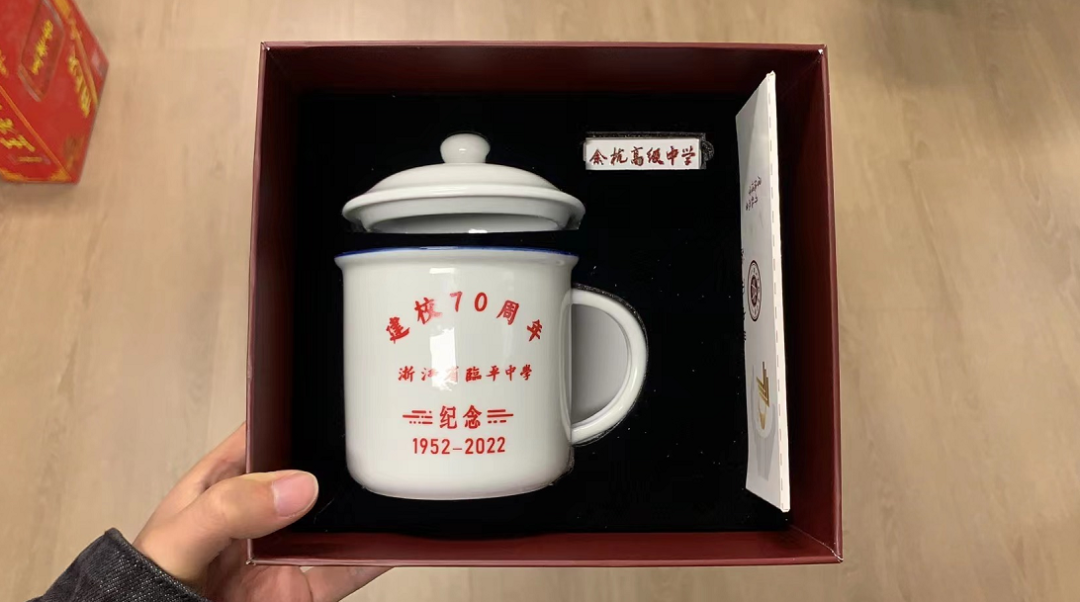 余杭高级中学
建校70周年
浙江省临平中学
纪念
1952-2022